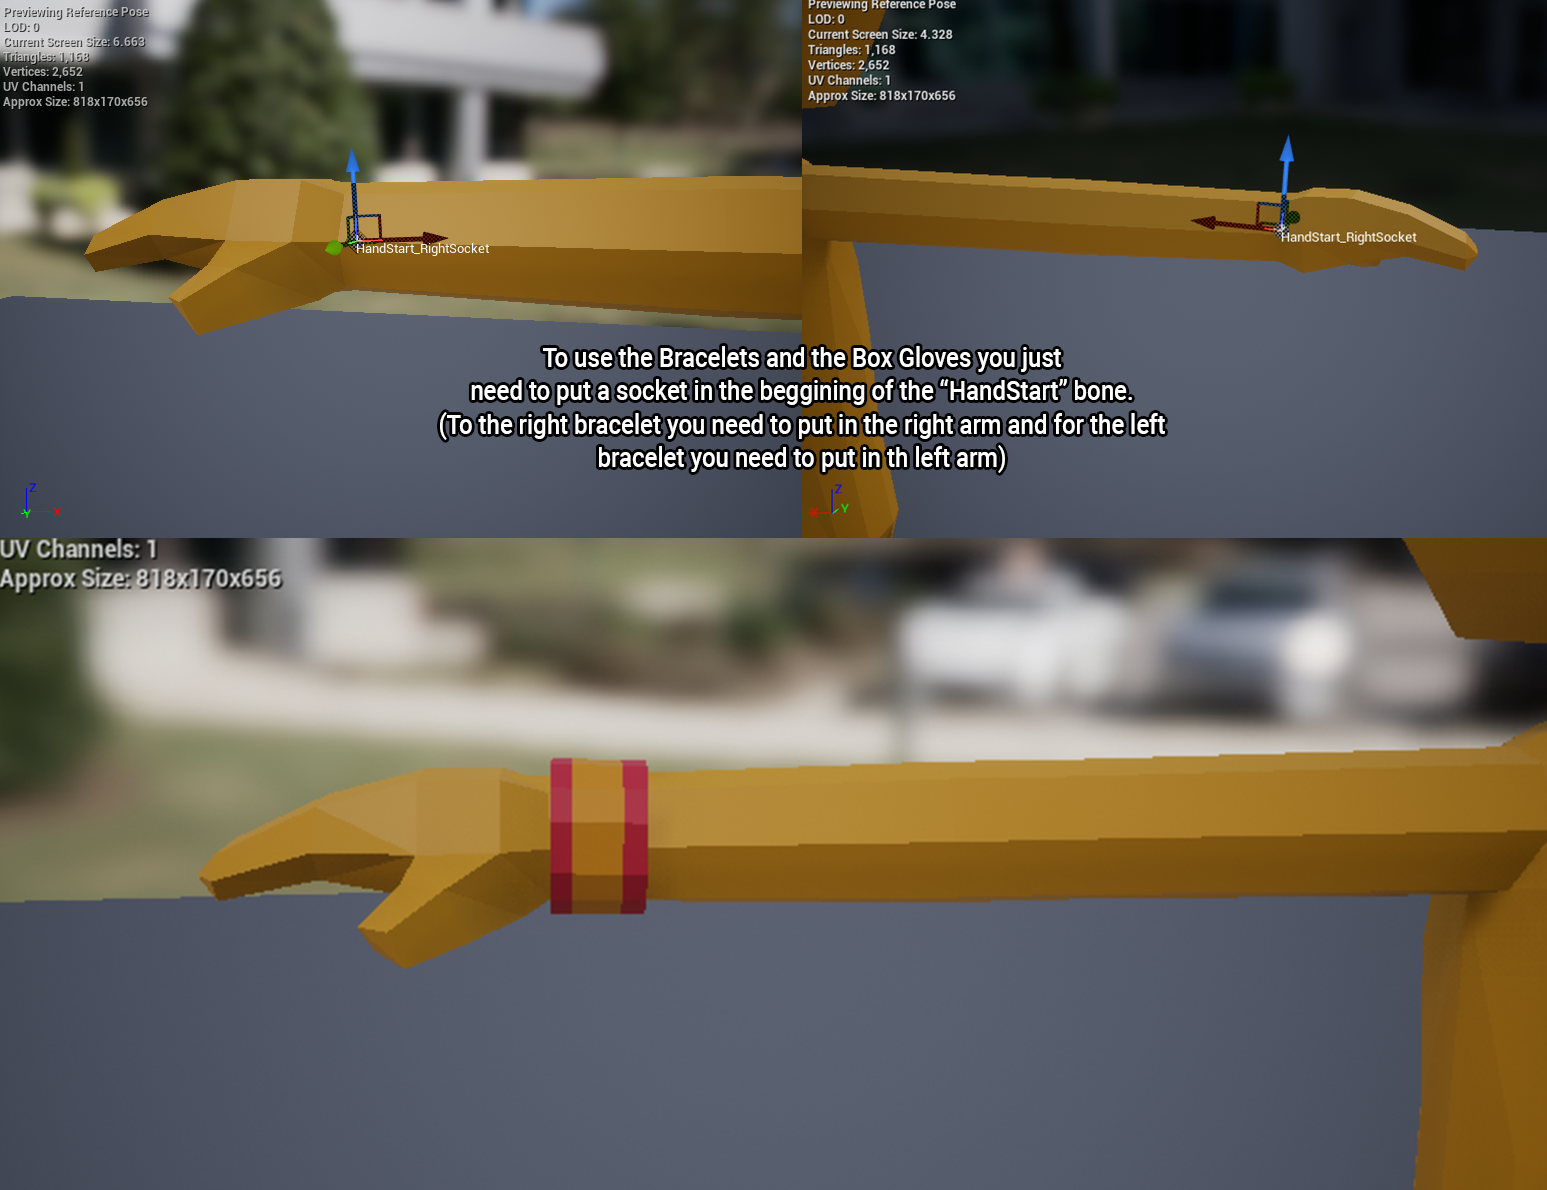 Previewing Reference Pose
LOD: 0
Current Screen Size: 6.663
Triangles: 1,168
Vertices: 2,652
UV Channels: 1
Approx Size: 818x170x656
HandStart_RightSocket
Z
Y
X
Previewing Reference Pose
LOD: 0
Current Screen Size: 4.328
Triangles: 1,168
Vertices: 2,652
UV Channels: 1
Approx Size: 818x170x656
HandStart_RightSocket
Z
X
Y
To use the Bracelets and the Box Gloves you just
need to put a socket in the beggining of the “HandStart” bone.
(To the right bracelet you need to put in the right arm and for the left
bracelet you need to put in th left arm)
UV Channels: 1
Approx Size: 818x170x656